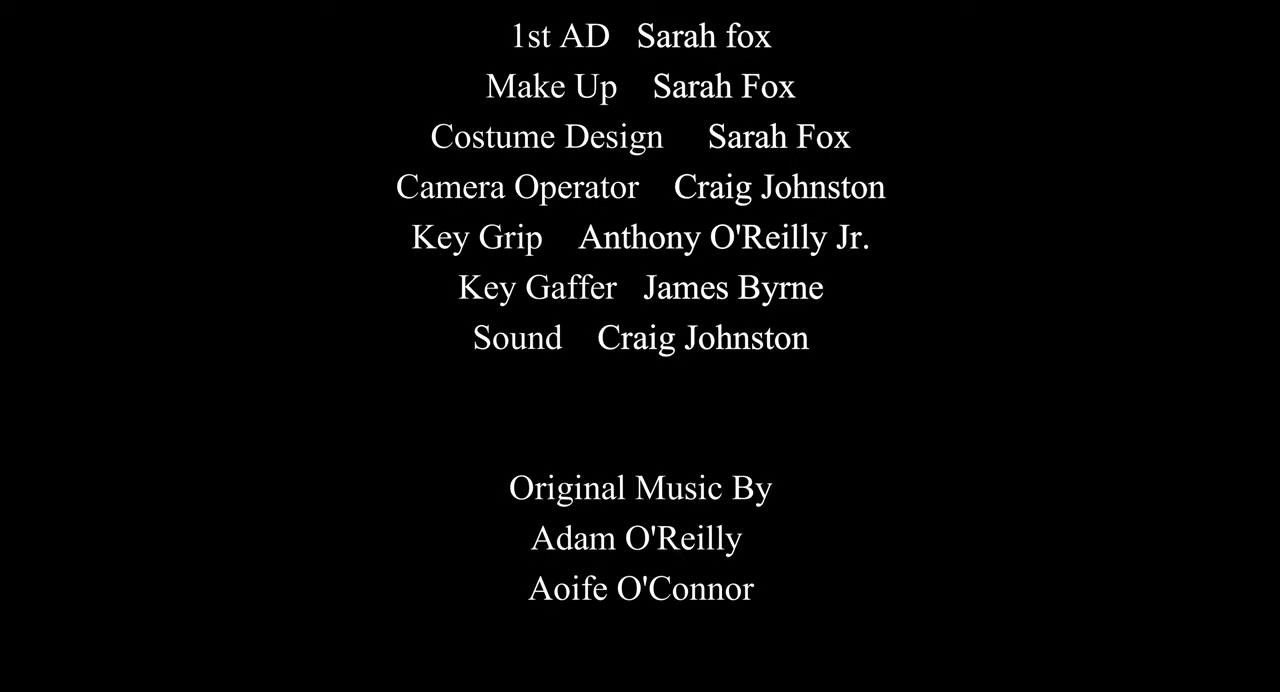 1st AD Sarah fox
Make Up Sarah Fox
Costume Design Sarah Fox
Camera Operator Craig Johnston
Key Grip Anthony O'Reilly Jr.
Key Gaffer James Byrne
Sound Craig Johnston
Original Music By
Adam O'Reilly
Aoife O'Connor